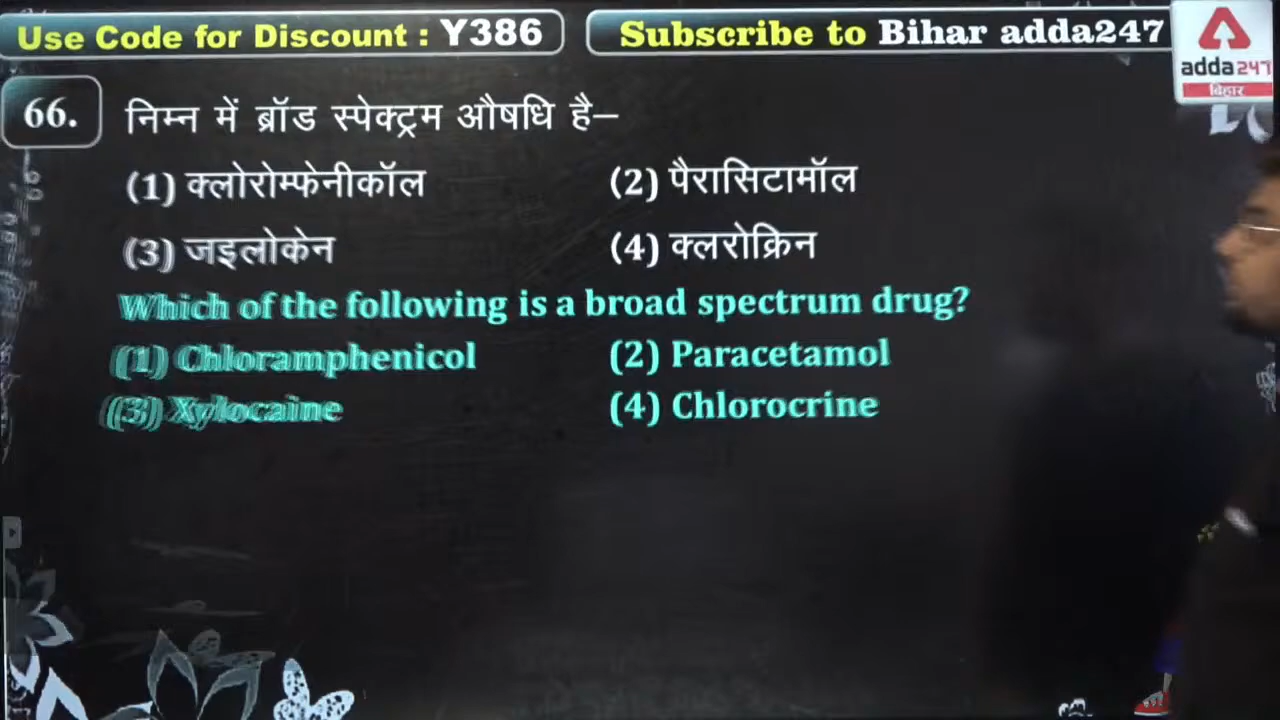 Use Code for Discount : Y386
Subscribe to Bihar adda247
adda247
बिहार
66. निम्न में ब्रॉड स्पेक्ट्रम औषधि है–
(1) क्लोरोम्फेनीकॉल (2) पैरासिटामॉल
(3) जइलोकेन (4) क्लरोक्रिन
Which of the following is a broad spectrum drug?
(1) Chloramphenicol (2) Paracetamol
(3) Xylocaine (4) Chlorocrine